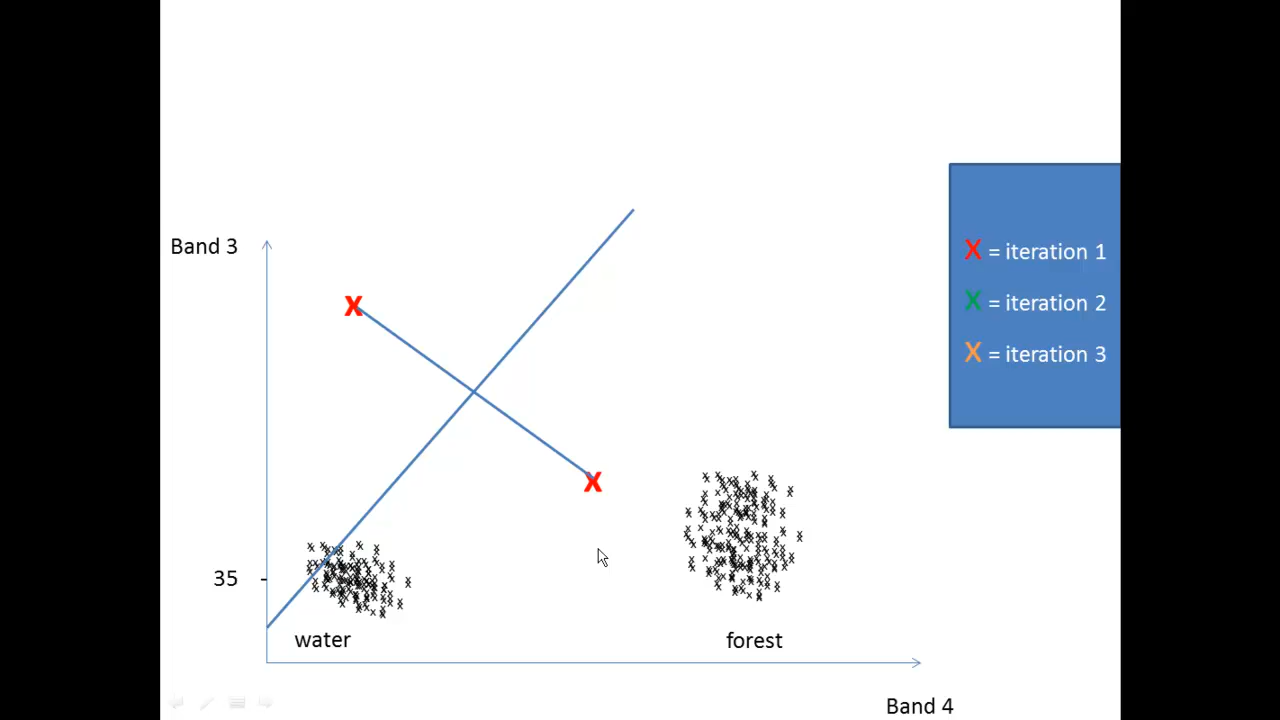 Band 3
X
X = iteration 1
X = iteration 2
X = iteration 3
X
35
water
forest
Band 4